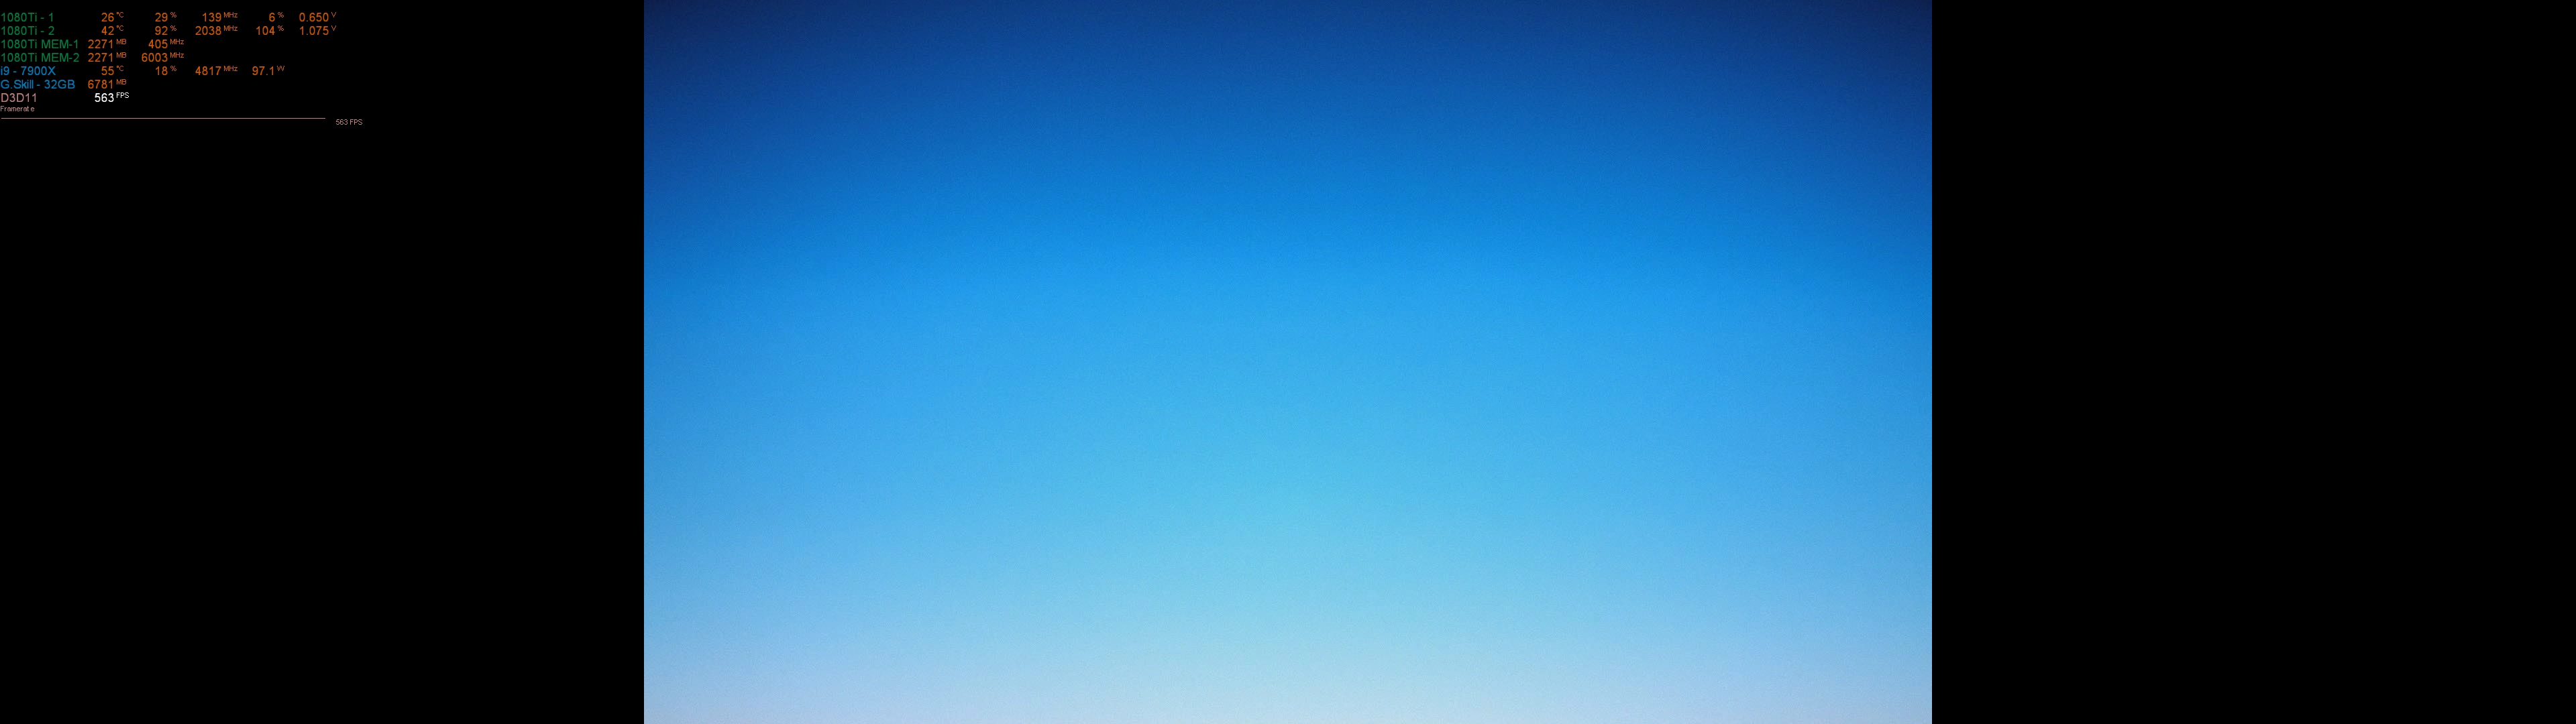 1080Ti - 1 26 °C 29 % 139 MHz 6 % 0.650 V
1080Ti - 2 42 °C 92 % 2038 MHz 104 % 1.075 V
1080Ti MEM-1 2271 MB 405 MHz
1080Ti MEM-2 2271 MB 6003 MHz
i9 - 7900X 55 °C 18 % 4817 MHz 97.1 W
G.Skill - 32GB 6781 MB
D3D11 563 FPS
Framerate
563 FPS